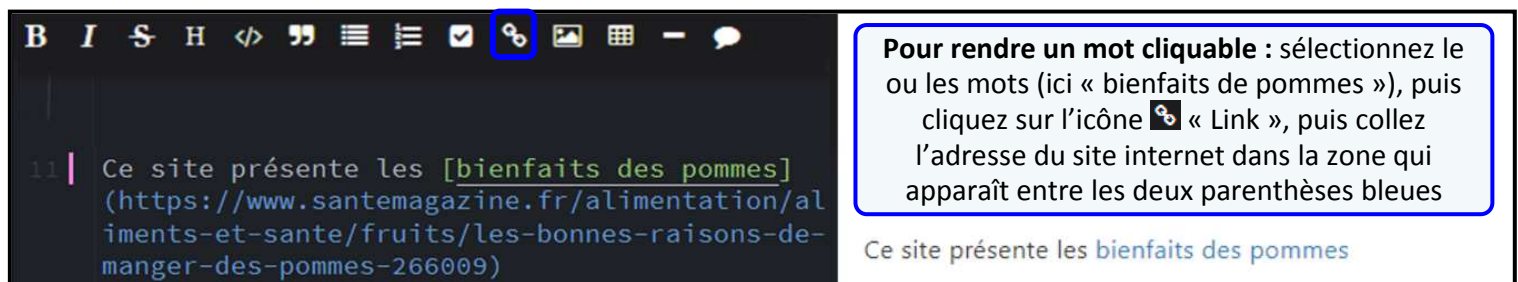 B I S H </>
11 Ce site présente les [bienfaits des pommes]
(https://www.santemagazine.fr/alimentation/al
iments-et-sante/fruits/les-bonnes-raisons-de-
manger-des-pommes-266009)
Pour rendre un mot cliquable : sélectionnez le
ou les mots (ici « bienfaits de pommes »), puis
cliquez sur l’icône « Link », puis collez
l’adresse du site internet dans la zone qui
apparaît entre les deux parenthèses bleues
Ce site présente les bienfaits des pommes